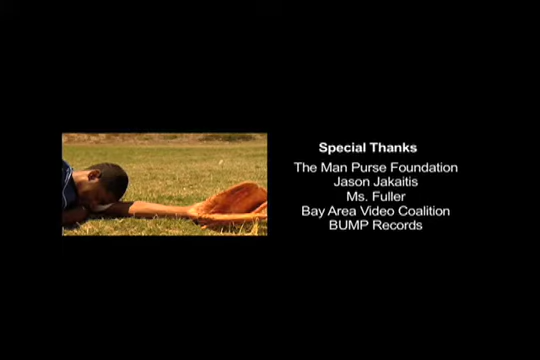 Special Thanks
The Man Purse Foundation
Jason Jakaitis
Ms. Fuller
Bay Area Video Coalition
BUMP Records